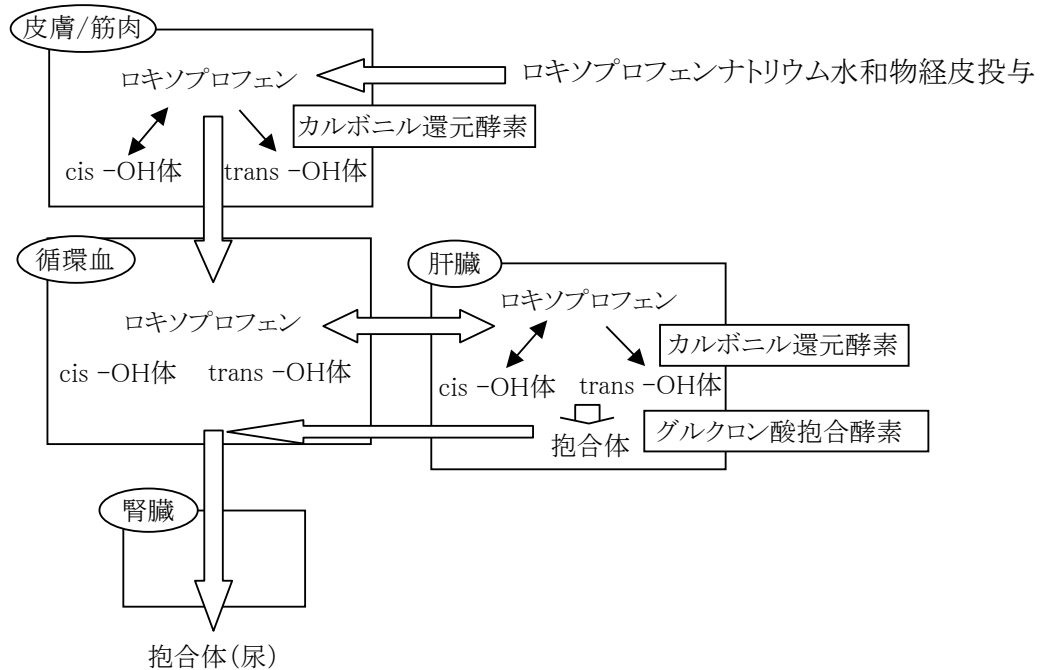 皮膚/筋肉
ロキソプロフェン
ロキソプロフェンナトリウム水和物経皮投与
カルボニル還元酵素
cis -OH体
trans -OH体
循環血
肝臓
ロキソプロフェン
ロキソプロフェン
カルボニル還元酵素
cis -OH体
trans -OH体
cis -OH体
trans -OH体
グルクロン酸抱合酵素
抱合体
腎臓
抱合体(尿)